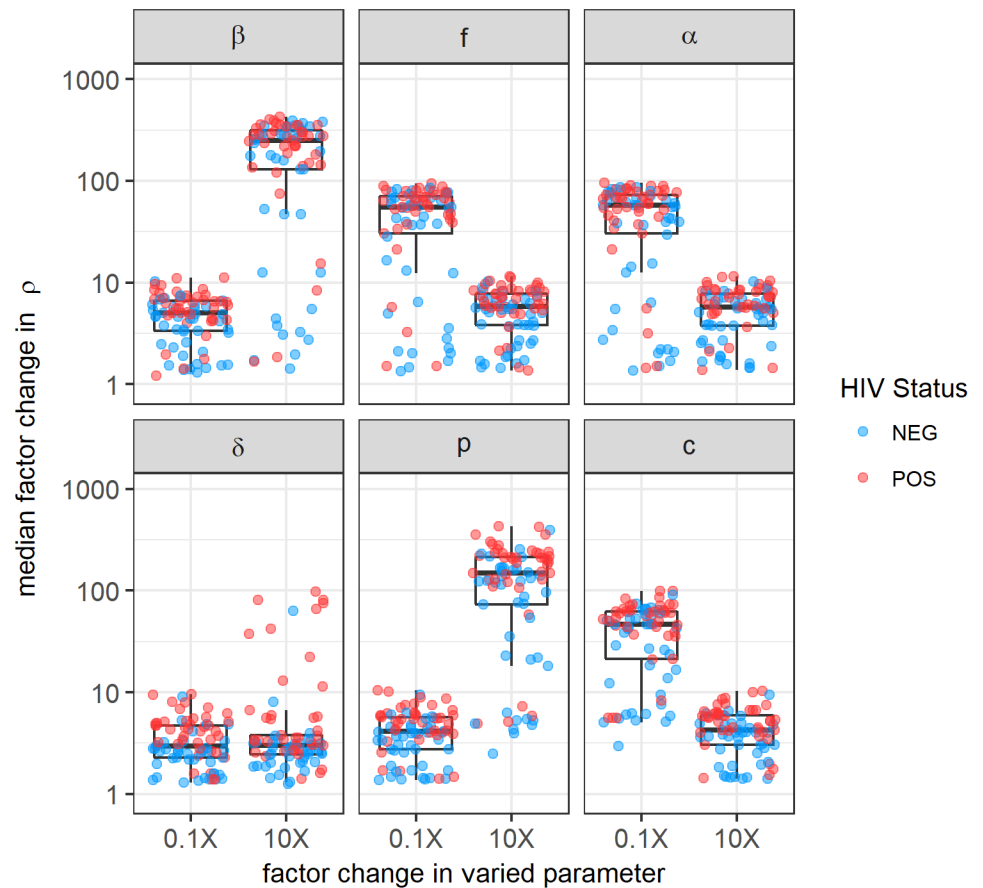 β f α
1000
100
10
1
δ p c
1000
100
10
1
0.1X 10X 0.1X 10X 0.1X 10X
factor change in varied parameter
median factor change in ρ
HIV Status
NEG
POS